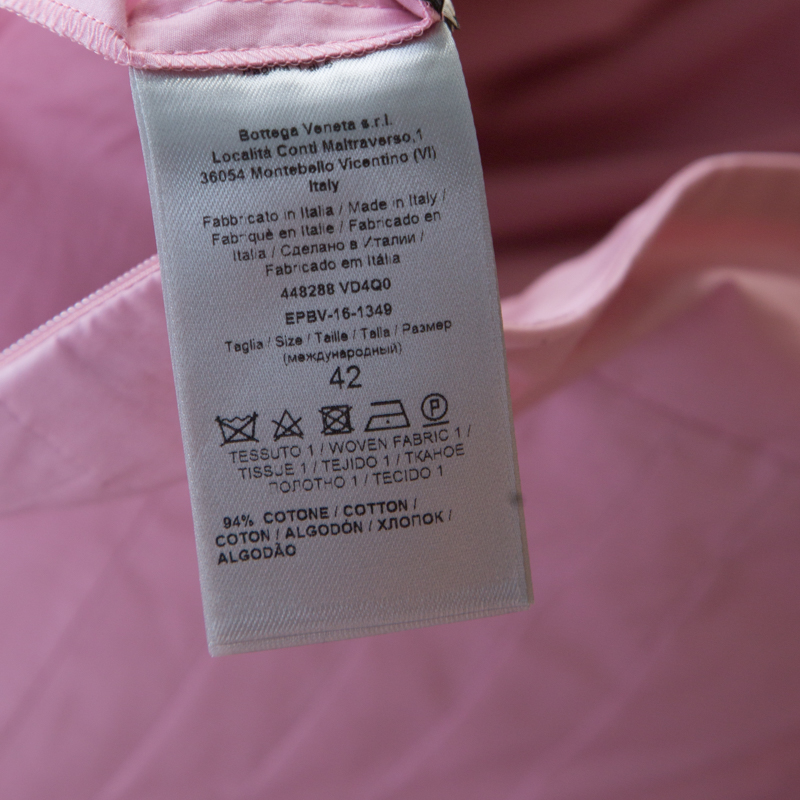 Bottega Veneta s.r.l.
Località Conti Maltraverso,1
36054 Montebello Vicentino (VI)
Italy
Fabbricato in Italia / Made in Italy /
Fabriqué en Italie / Fabricado en
Italia / Сделано в Италии /
Fabricado em Itália
448288 VD4Q0
EPBV-16-1349
Taglia / Size / Taille / Talla / Размер
(международный)
42
P
TESSUTO 1 / WOVEN FABRIC 1 /
TISSUE 1 / TEJIDO 1 / ТКАНОЕ
ПОЛОТНО 1 / TECIDO 1
94% COTONE / COTTON /
COTON / ALGODÓN / ХЛОПОК /
ALGODÃO